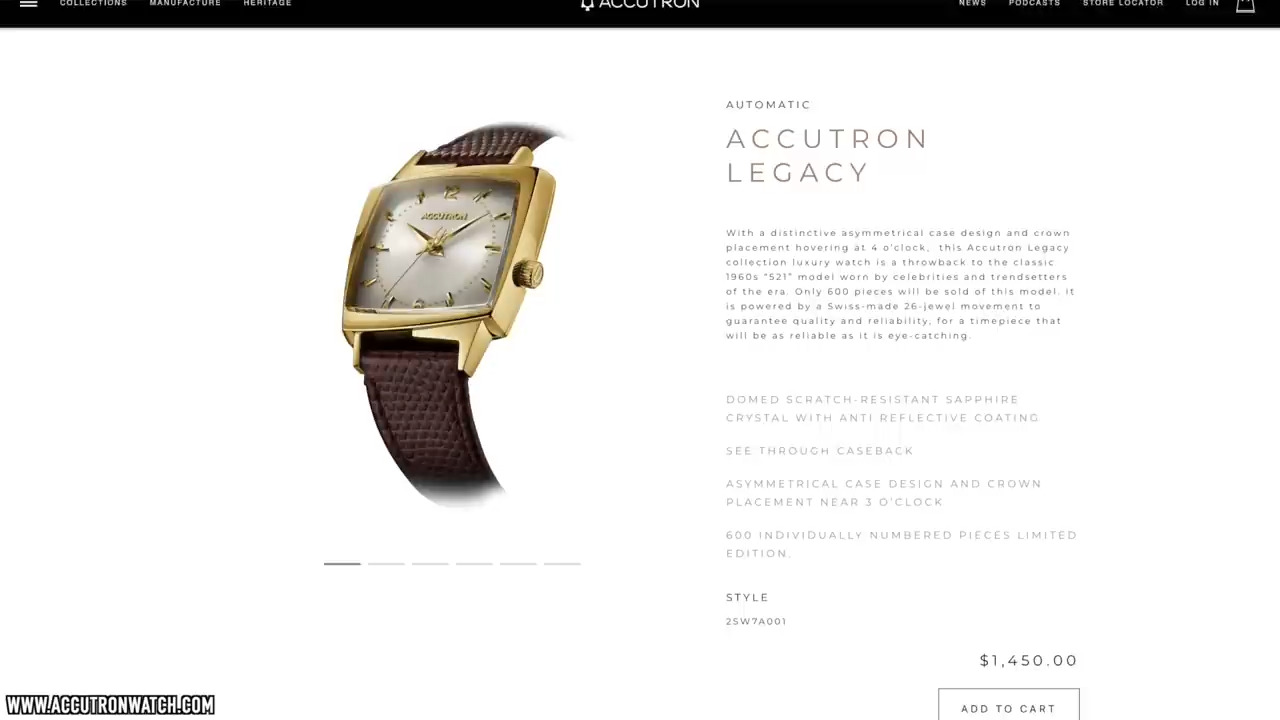 COLLECTIONS MANUFACTURE HERITAGE ACCUTRON NEWS PODCASTS STORE LOCATOR LOG IN
AUTOMATIC
ACCUTRON
LEGACY
With a distinctive asymmetrical case design and crown
placement hovering at 4 o'clock, this Accutron Legacy
collection luxury watch is a throwback to the classic
1960s "521" model worn by celebrities and trendsetters
of the era. Only 600 pieces will be sold of this model. It
is powered by a Swiss-made 26-jewel movement to
guarantee quality and reliability, for a timepiece that
will be as reliable as it is eye-catching.
DOMED SCRATCH-RESISTANT SAPPHIRE
CRYSTAL WITH ANTI REFLECTIVE COATING
SEE THROUGH CASEBACK
ASYMMETRICAL CASE DESIGN AND CROWN
PLACEMENT NEAR 3 O'CLOCK
600 INDIVIDUALLY NUMBERED PIECES LIMITED
EDITION.
STYLE
2SW7A001
$1,450.00
ADD TO CART
12
ACCUTRON
WWW.ACCUTRONWATCH.COM